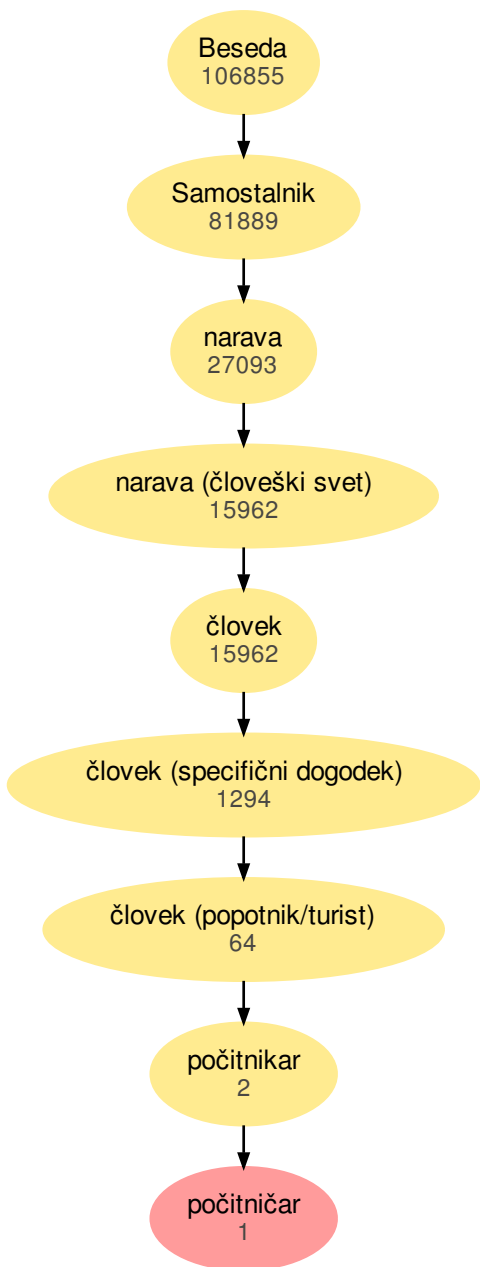 Beseda
106855
Samostalnik
81889
narava
27093
narava (človeški svet)
15962
človek
15962
človek (specifični dogodek)
1294
človek (popotnik/turist)
64
počitnikar
2
počitničar
1